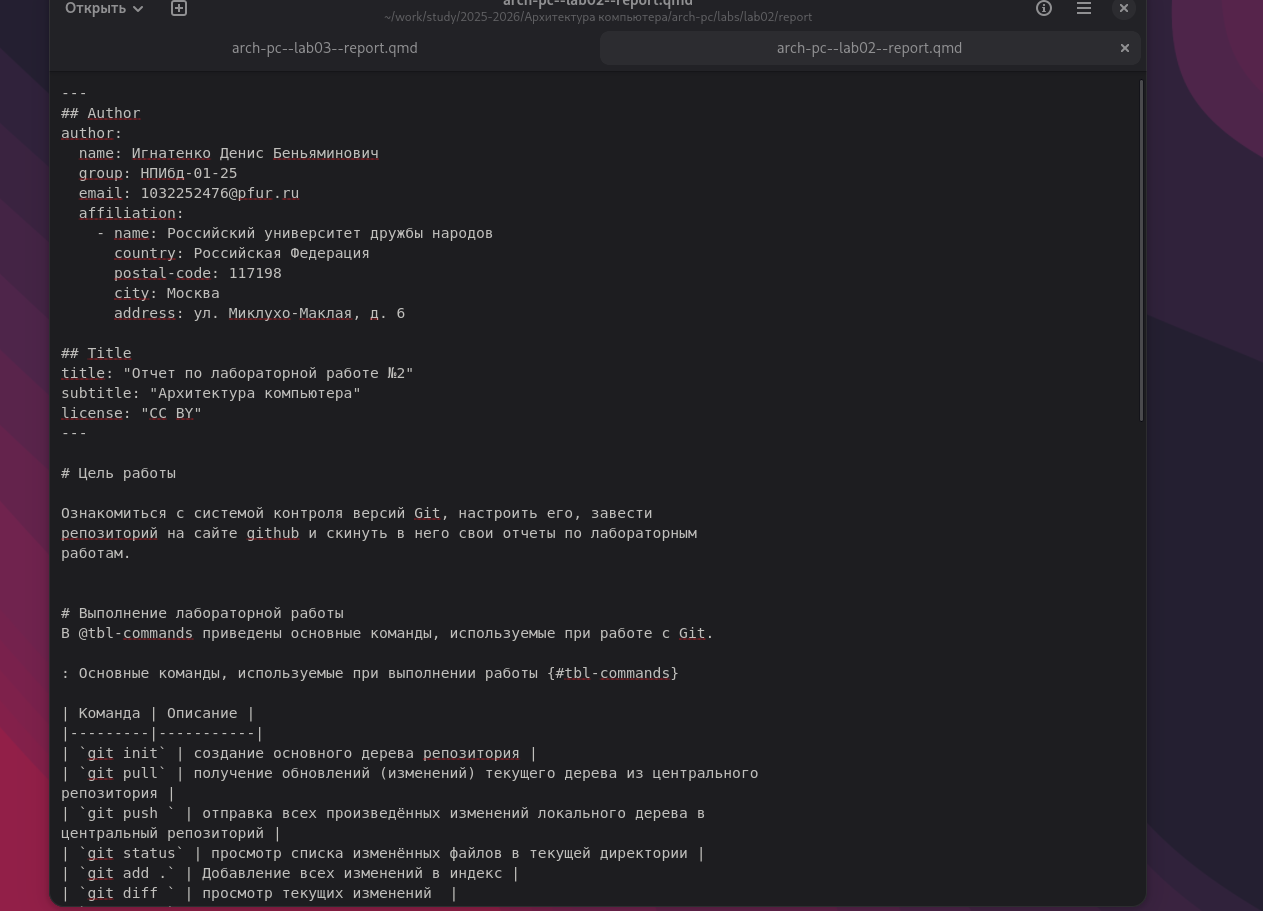 Открыть
arch-pc--lab02--report.qmd
~/work/study/2025-2026/Архитектура компьютера/arch-pc/labs/lab02/report
arch-pc--lab03--report.qmd
arch-pc--lab02--report.qmd
---
## Author
author:
  name: Игнатенко Денис Беньяминович
  group: НПИбд-01-25
  email: 1032252476@pfur.ru
  affiliation:
    - name: Российский университет дружбы народов
      country: Российская Федерация
      postal-code: 117198
      city: Москва
      address: ул. Миклухо-Маклая, д. 6
## Title
title: "Отчет по лабораторной работе №2"
subtitle: "Архитектура компьютера"
license: "CC BY"
---
# Цель работы
Ознакомиться с системой контроля версий Git, настроить его, завести
репозиторий на сайте github и скинуть в него свои отчеты по лабораторным
работам.
# Выполнение лабораторной работы
В @tbl-commands приведены основные команды, используемые при работе с Git.
: Основные команды, используемые при выполнении работы {#tbl-commands}
| Команда | Описание |
|---------|-----------|
| `git init` | создание основного дерева репозитория |
| `git pull` | получение обновлений (изменений) текущего дерева из центрального
репозитория |
| `git push ` | отправка всех произведённых изменений локального дерева в
центральный репозиторий |
| `git status` | просмотр списка изменённых файлов в текущей директории |
| `git add .` | Добавление всех изменений в индекс |
| `git diff ` | просмотр текущих изменений  |